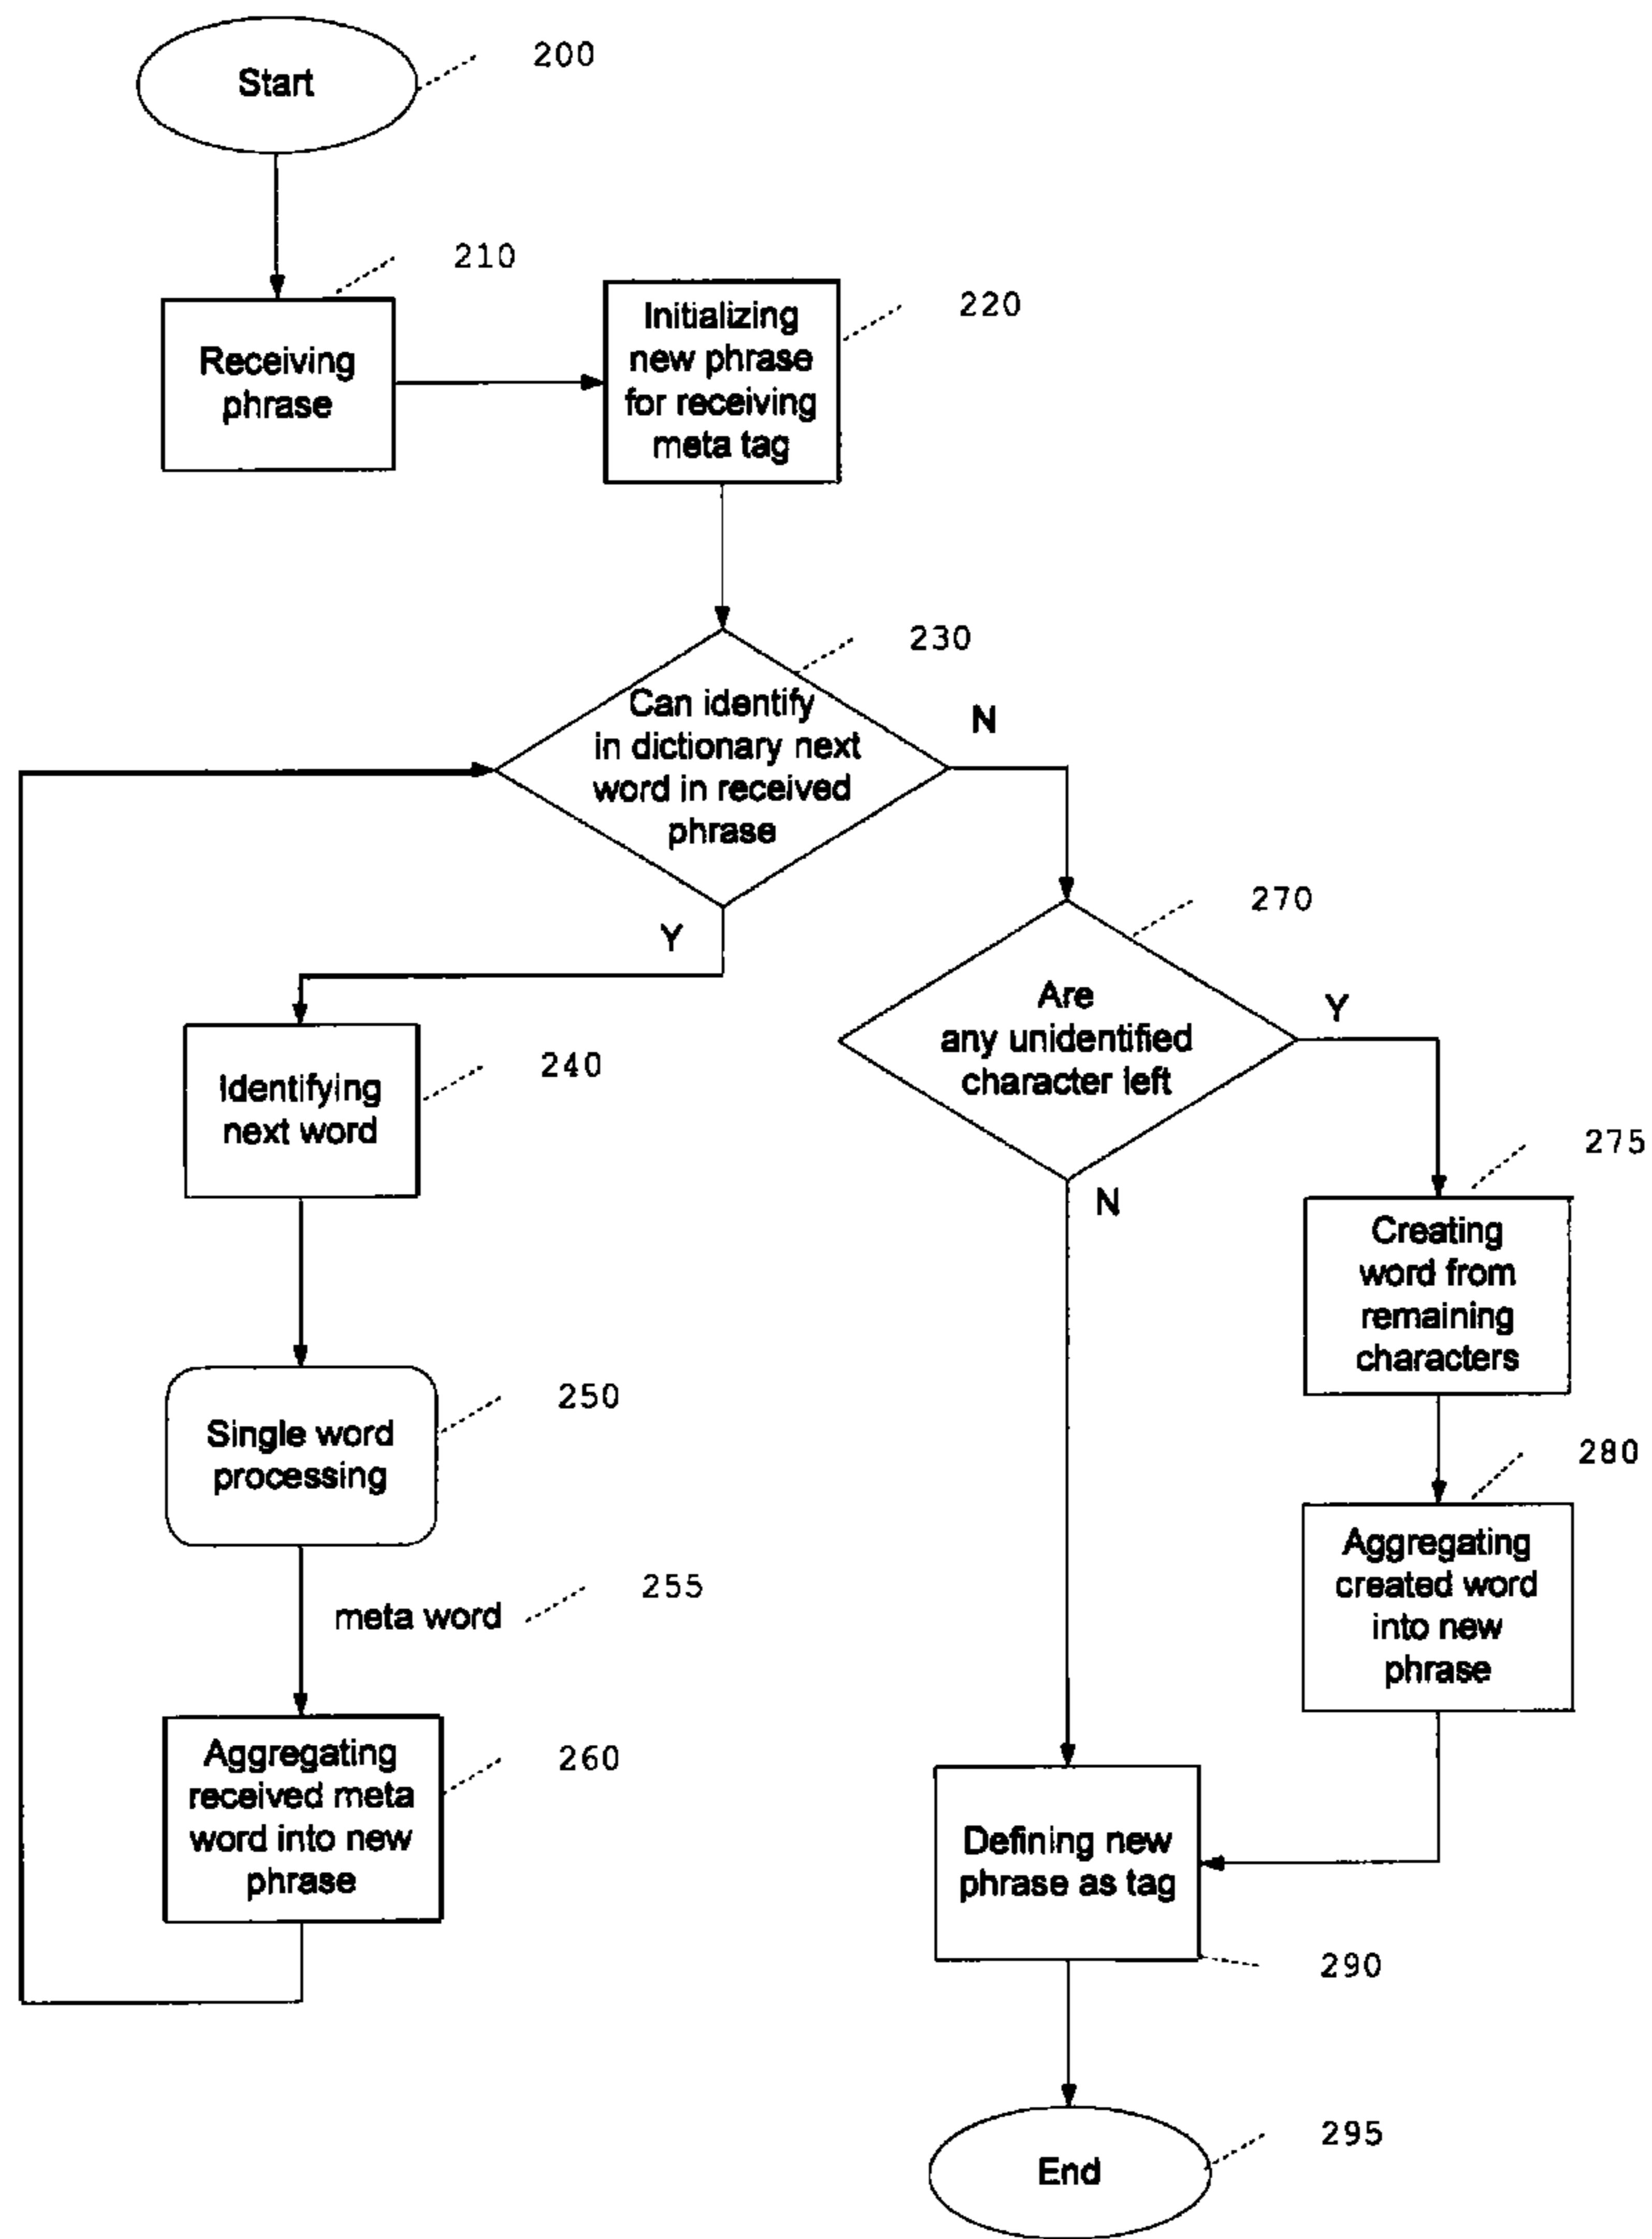 Start
200
210
Receiving
phrase
220
Initializing
new phrase
for receiving
meta tag
230
Can identify
in dictionary next
word in received
phrase
N
Y
270
Are
any unidentified
character left
Y
N
240
Identifying
next word
275
Creating
word from
remaining
characters
250
Single word
processing
280
Aggregating
created word
into new
phrase
meta word
255
260
Aggregating
received meta
word into new
phrase
Defining new
phrase as tag
290
295
End